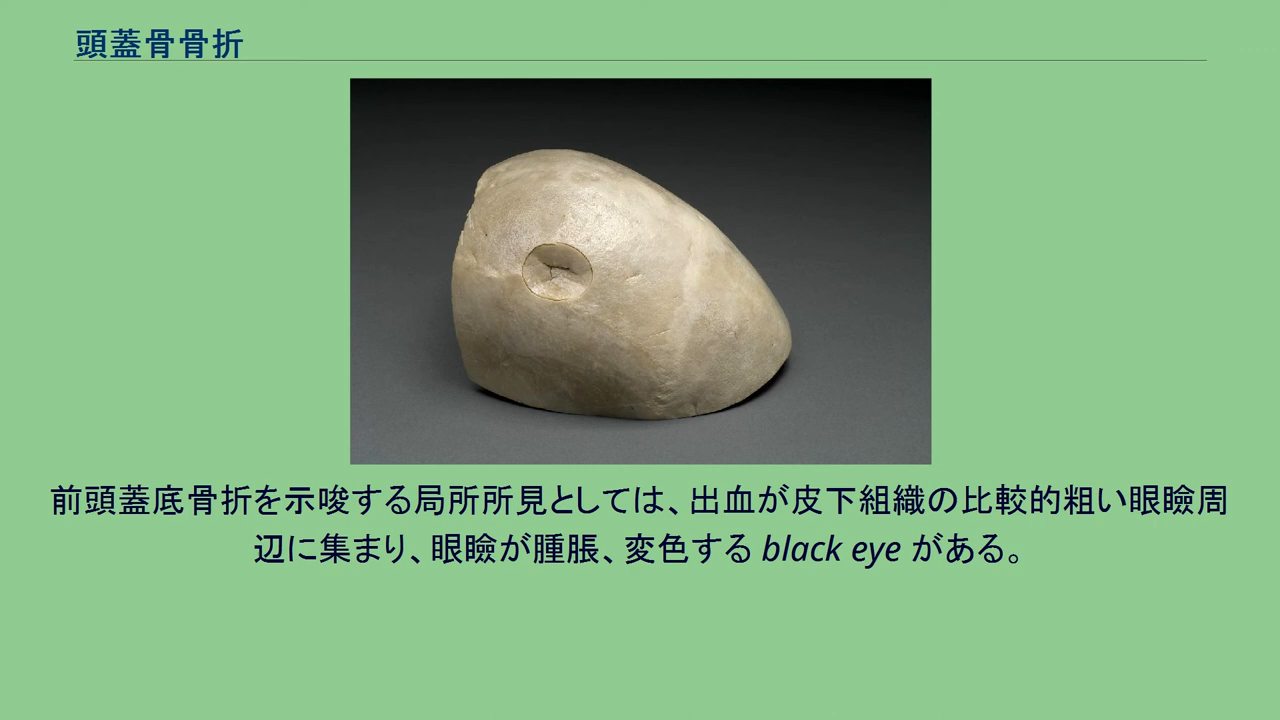 頭蓋骨骨折
前頭蓋底骨折を示唆する局所所見としては、出血が皮下組織の比較的粗い眼瞼周
辺に集まり、眼瞼が腫脹、変色する black eye がある。